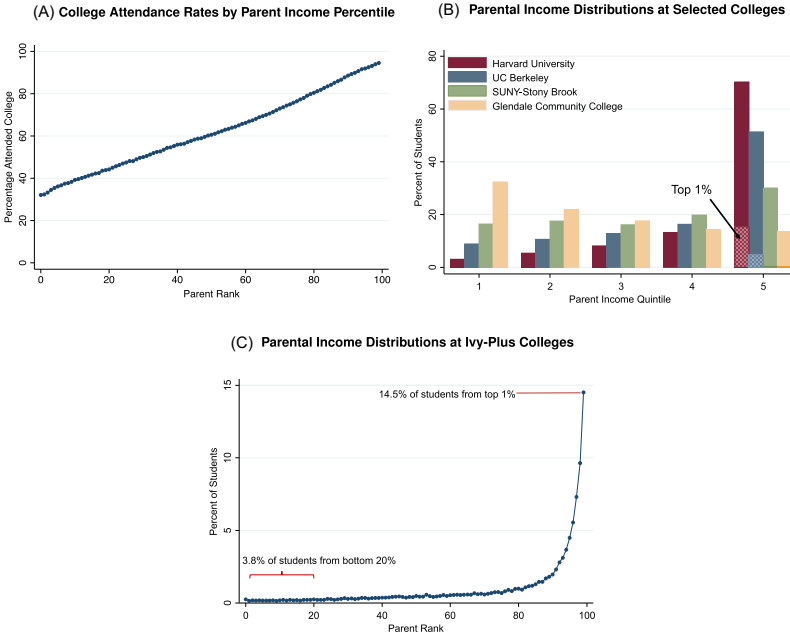 (A) College Attendance Rates by Parent Income Percentile
Percentage Attended College
100
80
60
40
20
0
0 20 40 60 80 100
Parent Rank
(B) Parental Income Distributions at Selected Colleges
Percent of Students
80
60
40
20
0
Harvard University
UC Berkeley
SUNY-Stony Brook
Glendale Community College
Top 1%
1 2 3 4 5
Parent Income Quintile
(C) Parental Income Distributions at Ivy-Plus Colleges
Percent of Students
15
10
5
0
14.5% of students from top 1%
3.8% of students from bottom 20%
0 20 40 60 80 100
Parent Rank